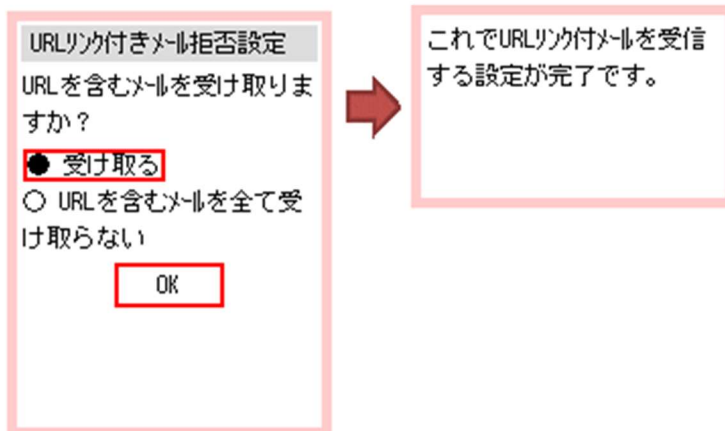 URLリンク付きメール拒否設定
URLを含むメールを受け取りま
すか？
● 受け取る
○ URLを含むメールを全て受
け取らない
OK
これでURLリンク付メールを受信
する設定が完了です。